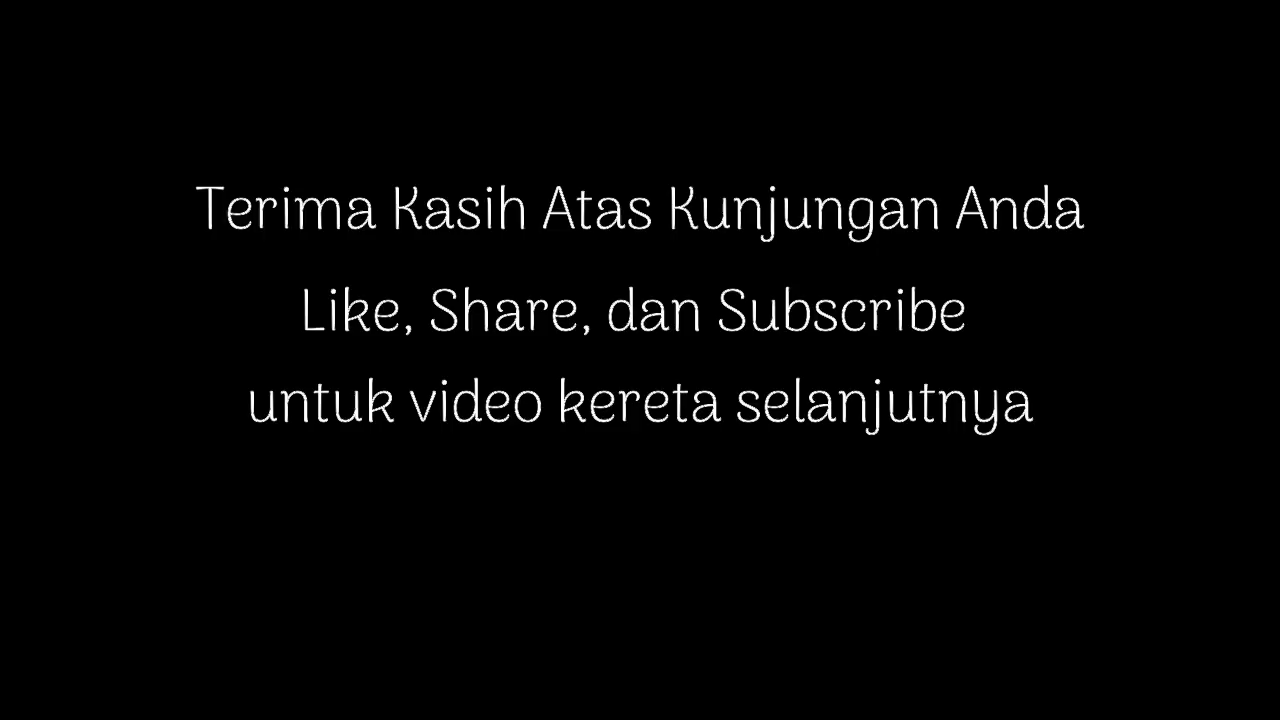 Terima Kasih Atas Kunjungan Anda
Like, Share, dan Subscribe
untuk video kereta selanjutnya